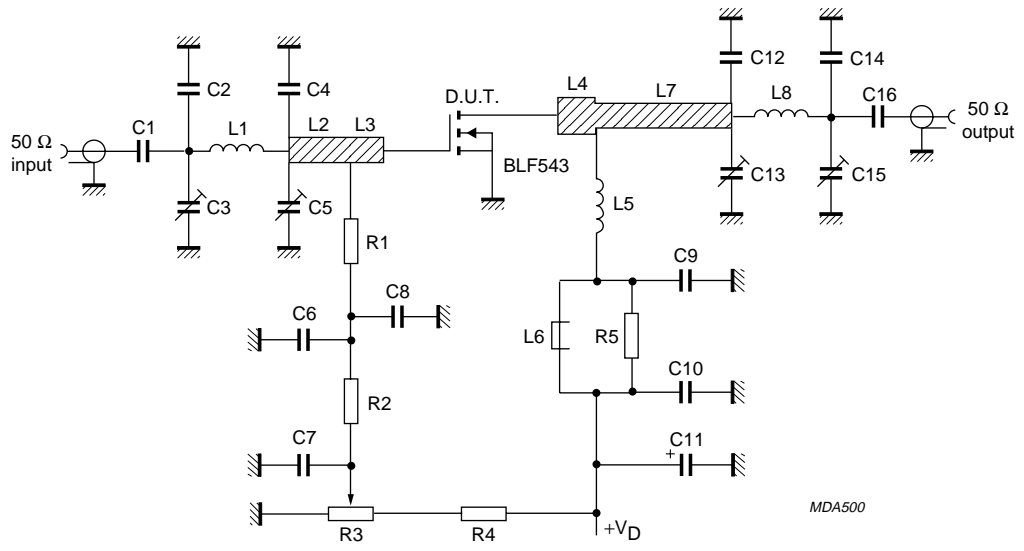 C12
C14
C2
C4
L4
L7
L8
C16
50 Ω
output
D.U.T.
50 Ω
input
C1
L1
L2
L3
BLF543
C3
C5
C13
C15
L5
R1
C8
C9
C6
L6
R5
C10
R2
C7
C11
+
MDA500
R3
R4
+VD